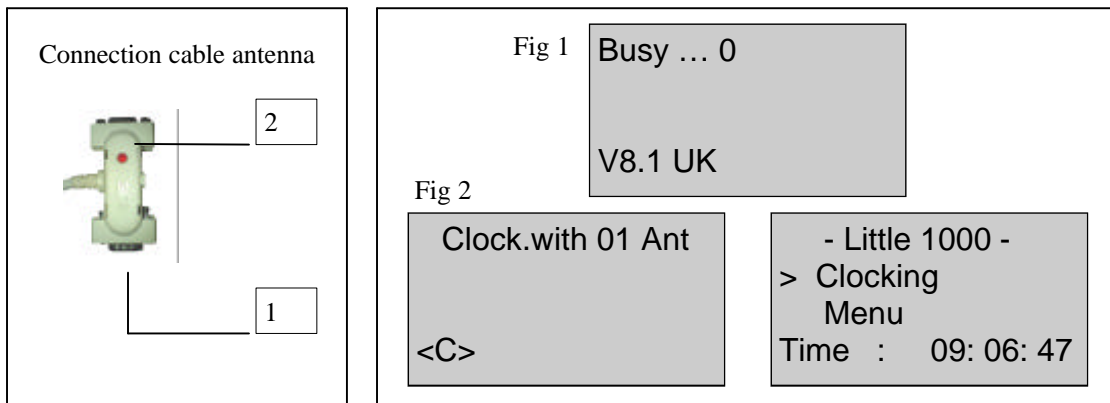 Connection cable antenna
2
1
Fig 1
Busy … 0
V8.1 UK
Fig 2
Clock.with 01 Ant
<C>
- Little 1000 -
> Clocking
Menu
Time : 09: 06: 47